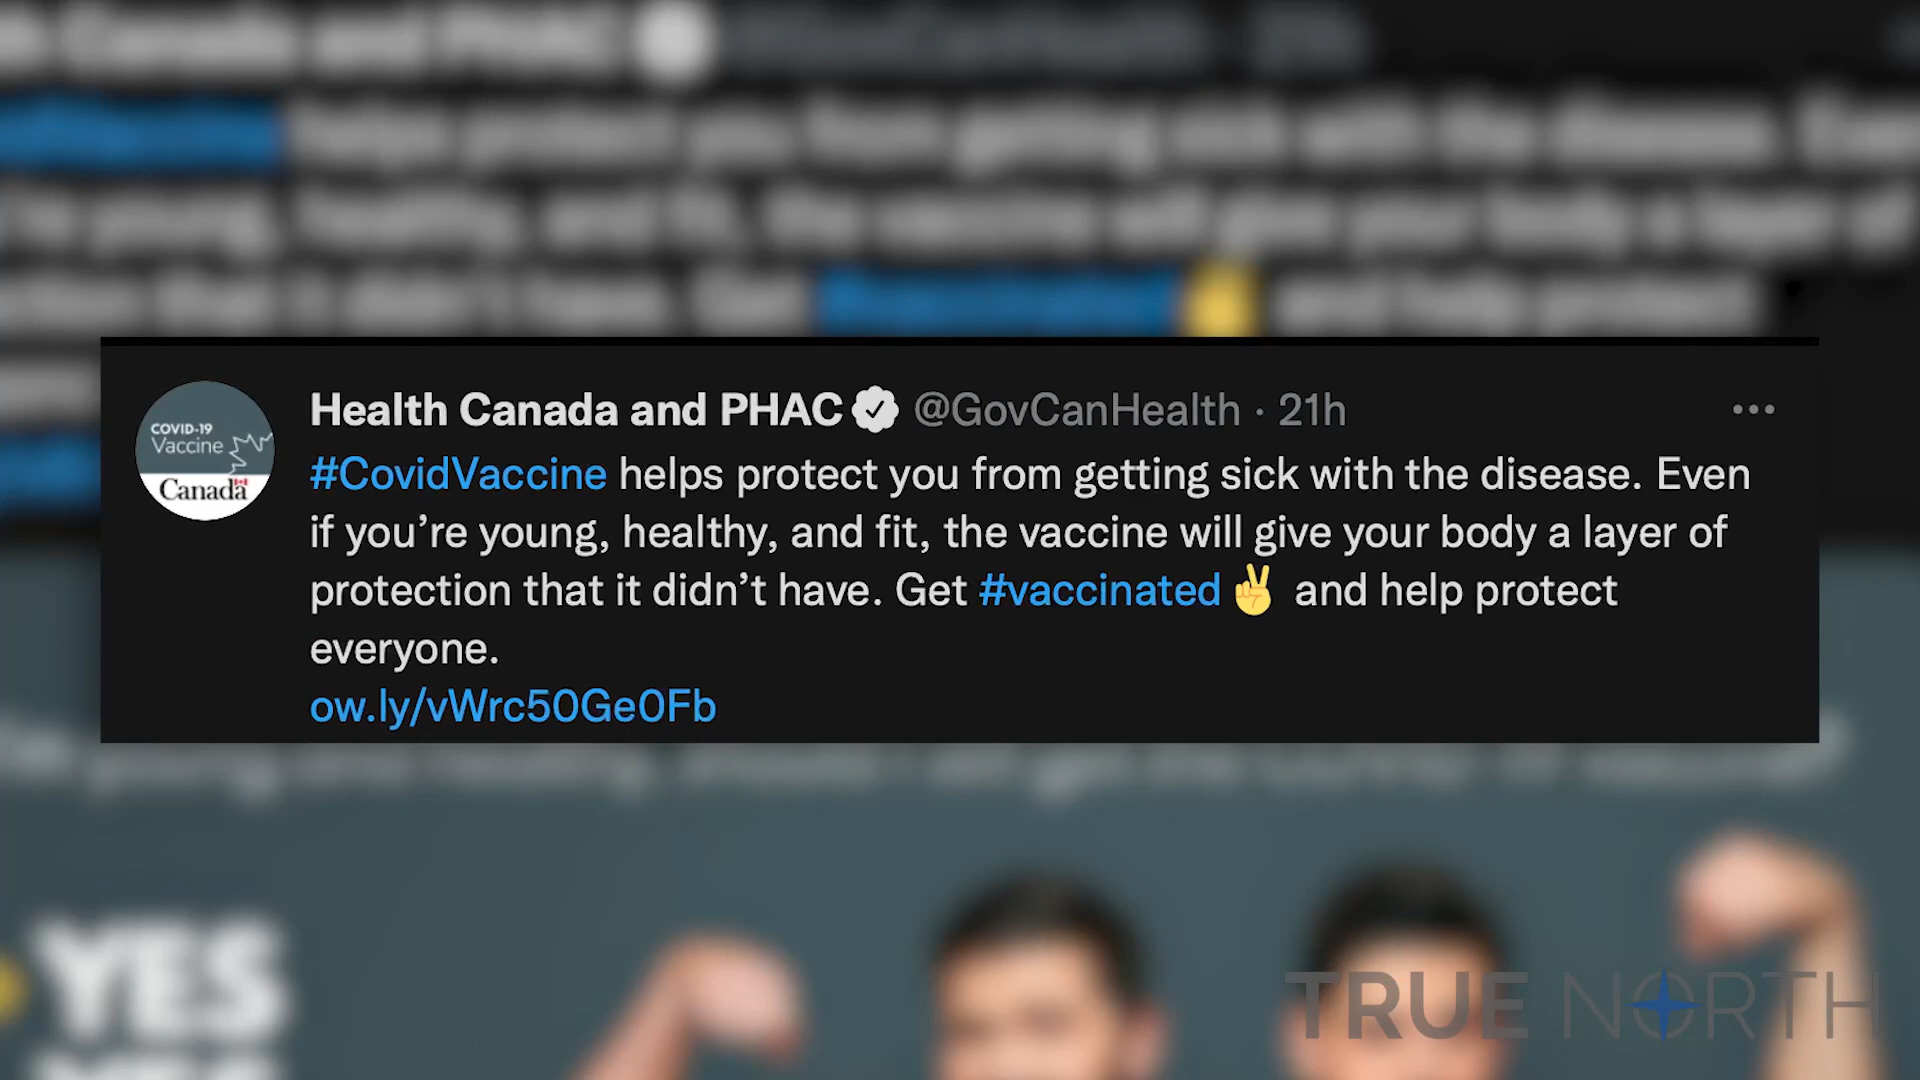 Health Canada and PHAC @GovCanHealth · 21h
COVID-19
Vaccine
Canada
#CovidVaccine helps protect you from getting sick with the disease. Even
if you’re young, healthy, and fit, the vaccine will give your body a layer of
protection that it didn’t have. Get #vaccinated✌ and help protect
everyone.
ow.ly/vWrc50Ge0Fb
YES
TRUE NORTH